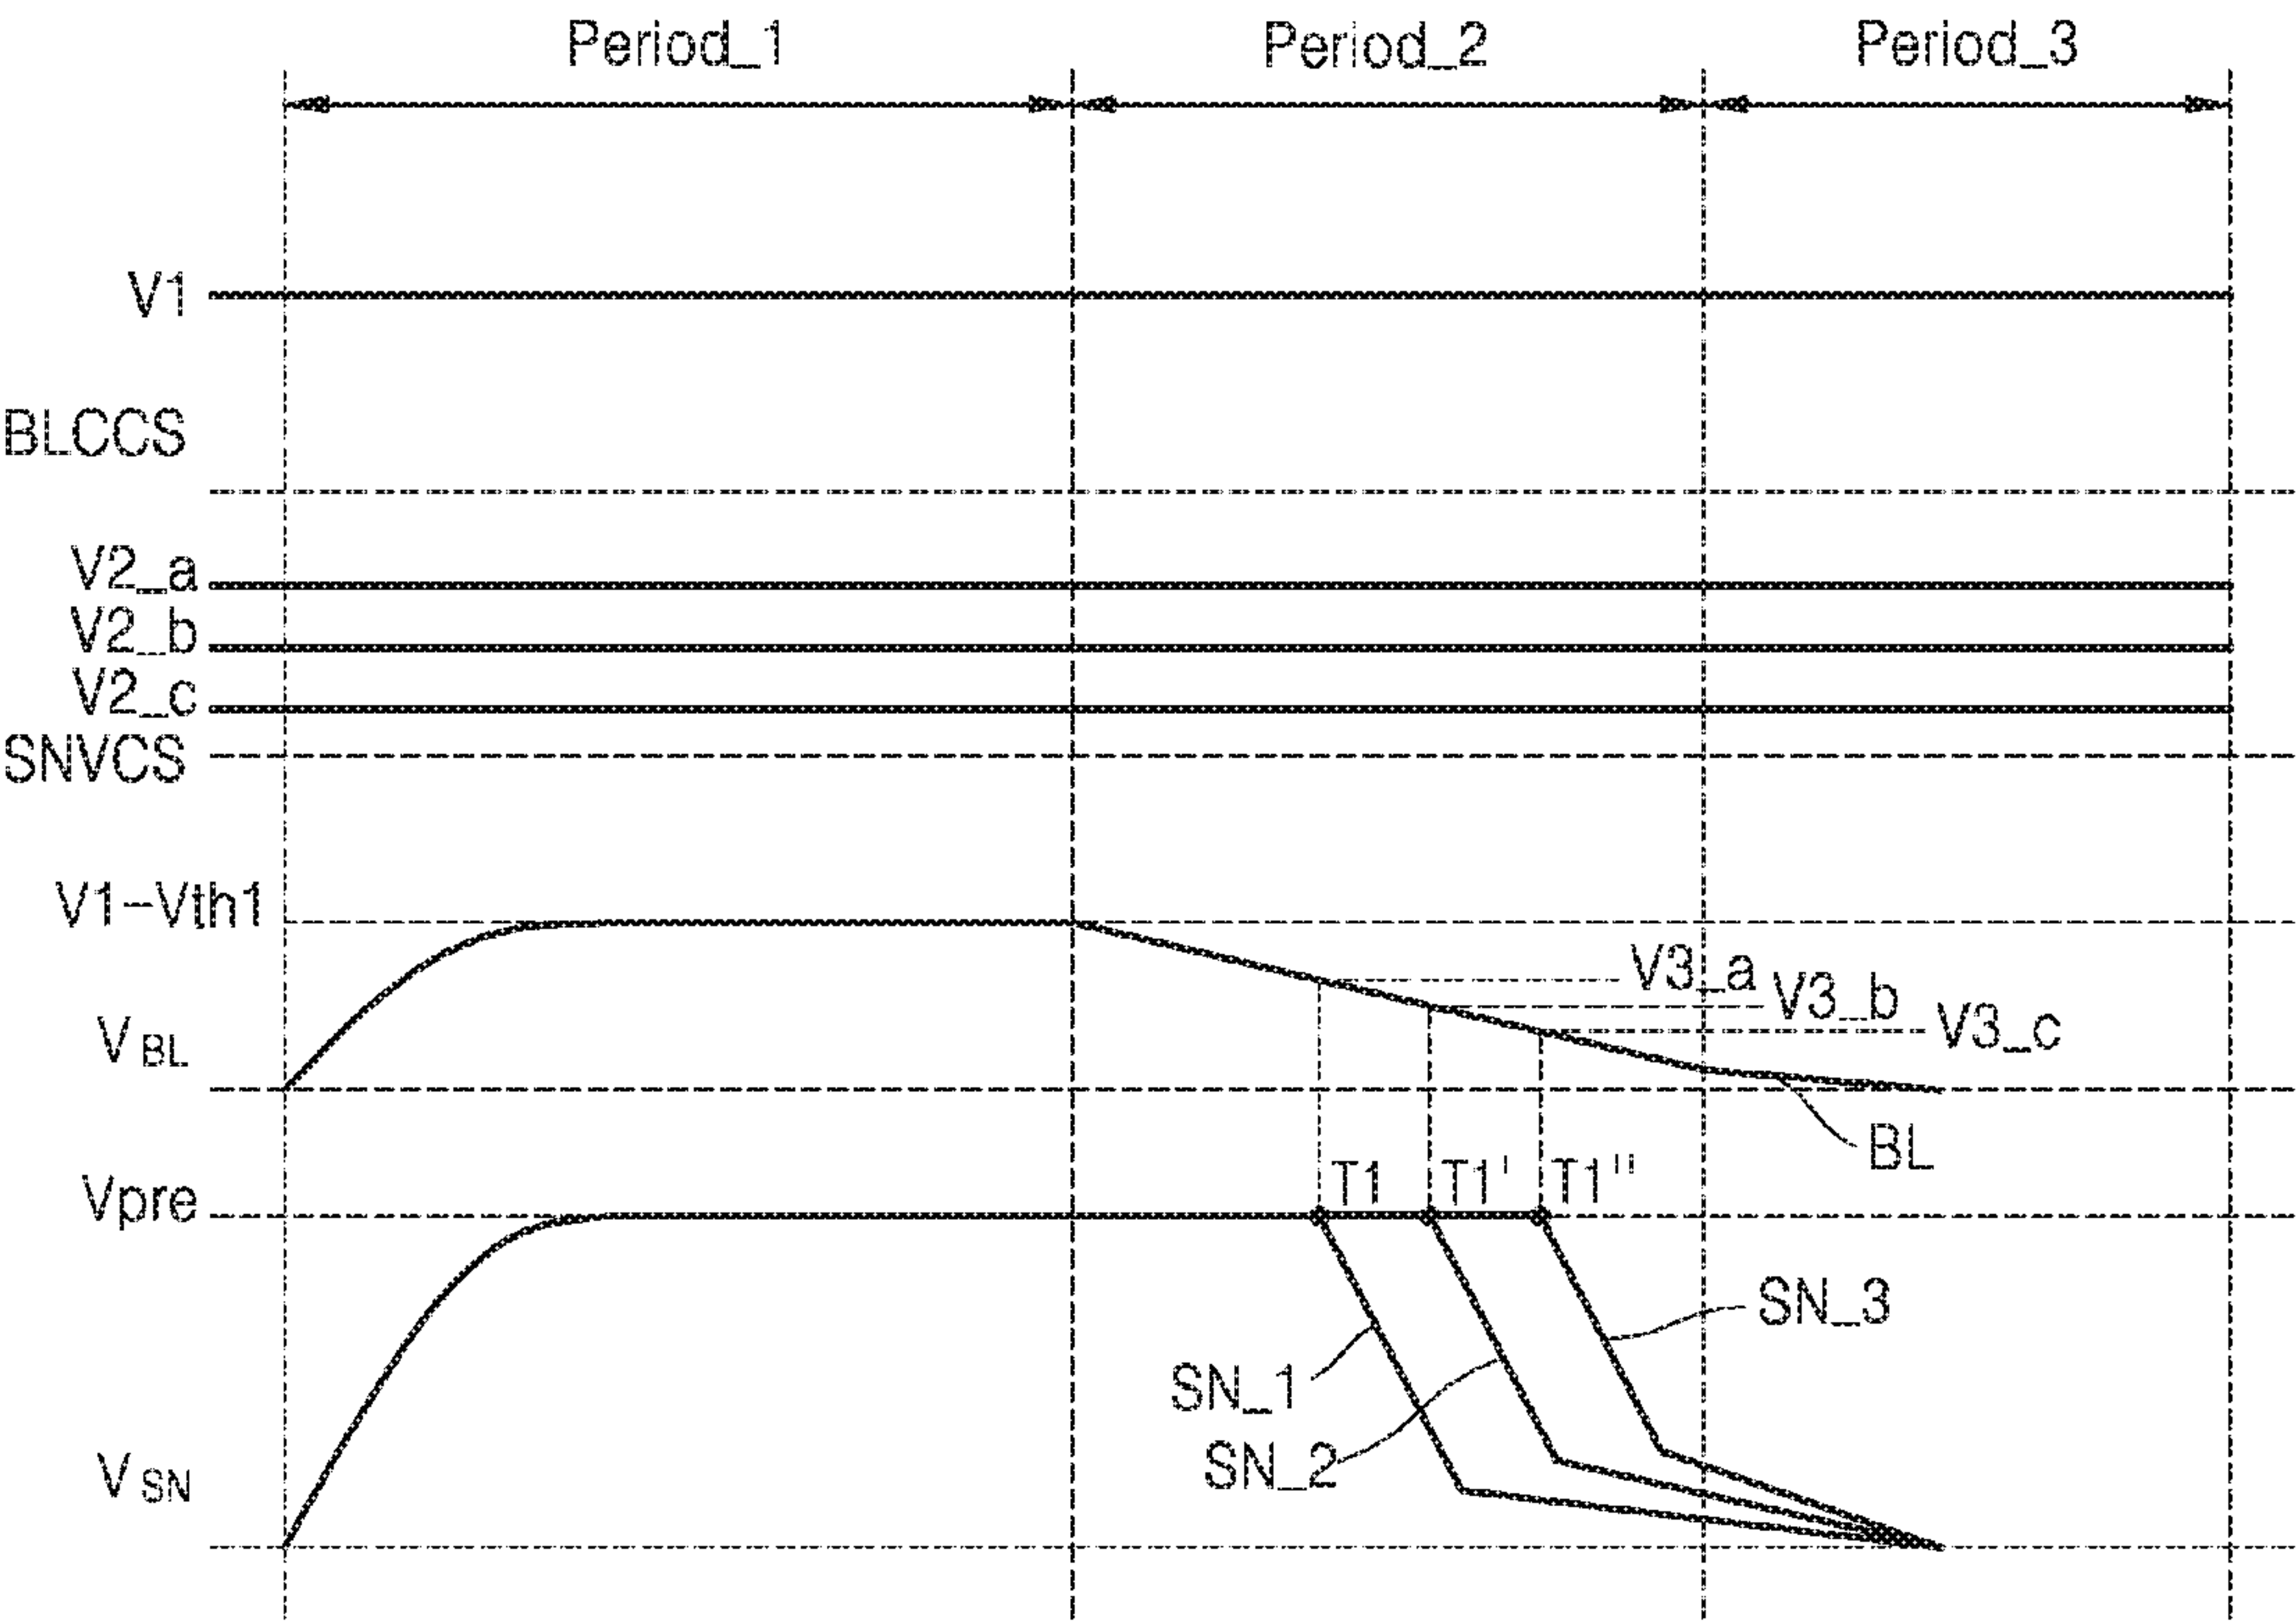 Period_1
Period_2
Period_3
V1
BLCCS
V2_a
V2_b
V2_c
SNVCS
V1-Vth1
V3_a
V3_b
V3_c
VBL
BL
Vpre
T1
T1'
T1"
SN_3
SN_1
SN_2
VSN